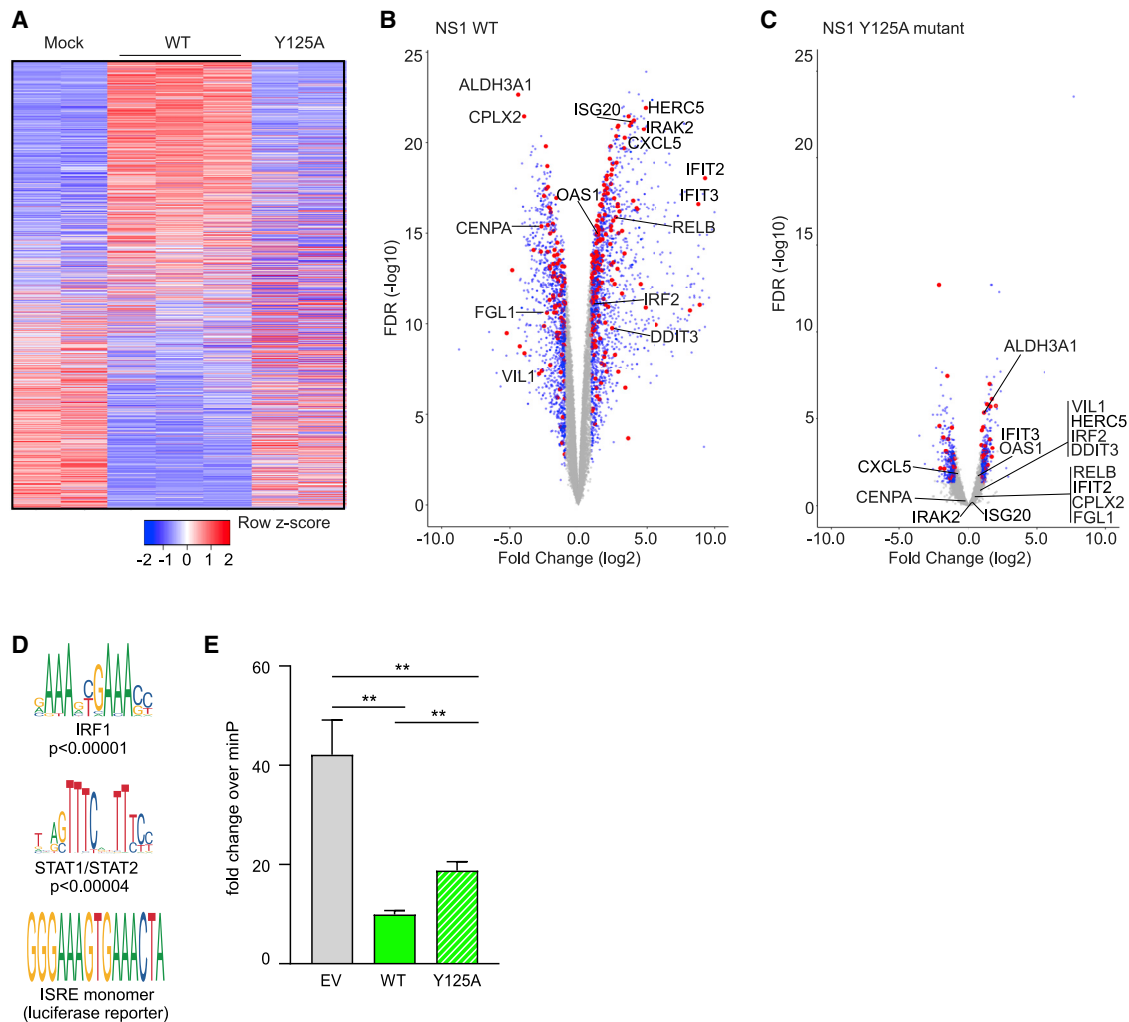 A
Mock
WT
Y125A
Row z-score
-2 -1 0 1 2
B
NS1 WT
25
20
15
10
5
0
FDR (-log10)
ALDH3A1
CPLX2
ISG20
HERC5
IRAK2
CXCL5
IFIT2
IFIT3
OAS1
RELB
CENPA
IRF2
FGL1
DDIT3
VIL1
-10.0 -5.0 0.0 5.0 10.0
Fold Change (log2)
C
NS1 Y125A mutant
25
20
15
10
5
0
FDR (-log10)
ALDH3A1
VIL1
HERC5
IRF2
DDIT3
IFIT3
OAS1
CXCL5
RELB
IFIT2
CPLX2
FGL1
CENPA
IRAK2
ISG20
-10.0 -5.0 0.0 5.0 10.0
Fold Change (log2)
D
IRF1
p<0.00001
STAT1/STAT2
p<0.00004
GGGAAAGTGAAACTA
ISRE monomer
(luciferase reporter)
E
60
40
20
0
fold change over minP
**
**
**
EV
WT
Y125A